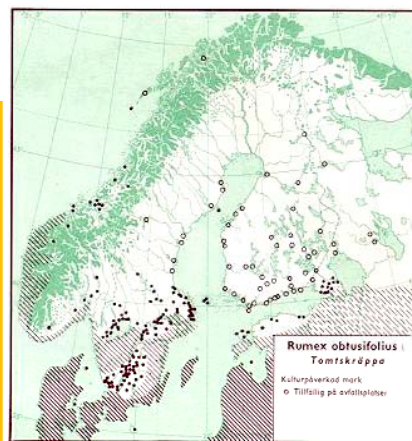 Rumex obtusifolius
Tomtskräppa
Kulturpåverkad mark
Tillfällig på avfallsplatser